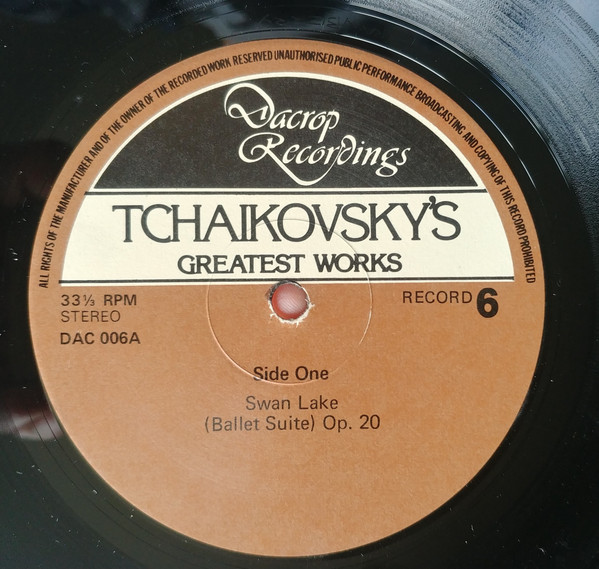 ALL RIGHTS OF THE MANUFACTURER AND OF THE OWNER OF THE RECORDED WORK RESERVED UNAUTHORISED PUBLIC PERFORMANCE BROADCASTING AND COPYING OF THIS RECORD PROHIBITED
Dacrop
Recordings
TCHAIKOVSKY'S
GREATEST WORKS
33⅓ RPM
STEREO
DAC 006A
RECORD 6
Side One
Swan Lake
(Ballet Suite) Op. 20